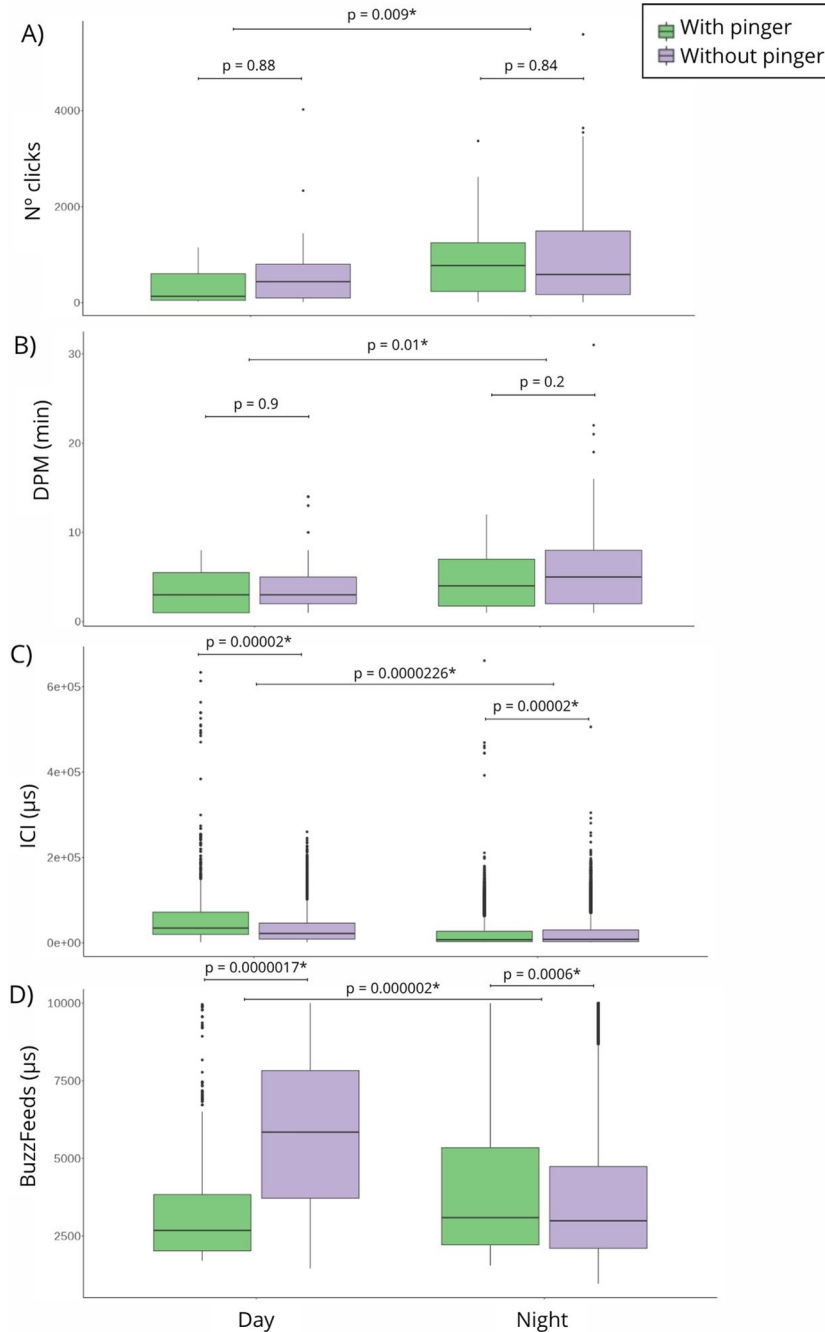 A)
p = 0.009*
With pinger
Without pinger
p = 0.88
p = 0.84
Nº clicks
4000
2000
0
B)
p = 0.01*
p = 0.9
p = 0.2
DPM (min)
30
20
10
0
C)
p = 0.00002*
p = 0.0000226*
p = 0.00002*
ICI (µs)
6e+05
4e+05
2e+05
0e+00
D)
p = 0.0000017*
p = 0.000002*
p = 0.0006*
BuzzFeeds (µs)
10000
7500
5000
2500
Day
Night